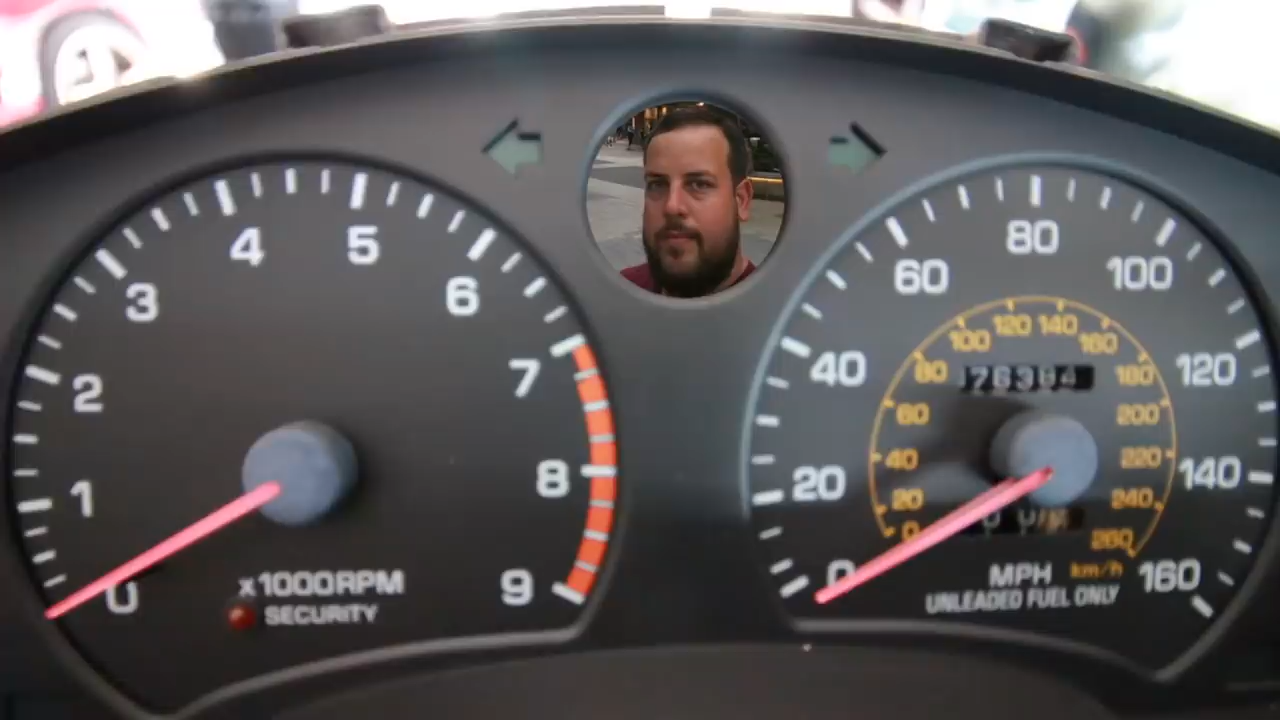 0 1 2 3 4 5 6 7 8 9
x1000RPM
SECURITY
0 20 40 60 80 100 120 140 160
0 20 40 60 80 100 120 140 160 180 200 220 240 260
MPH km/h
UNLEADED FUEL ONLY